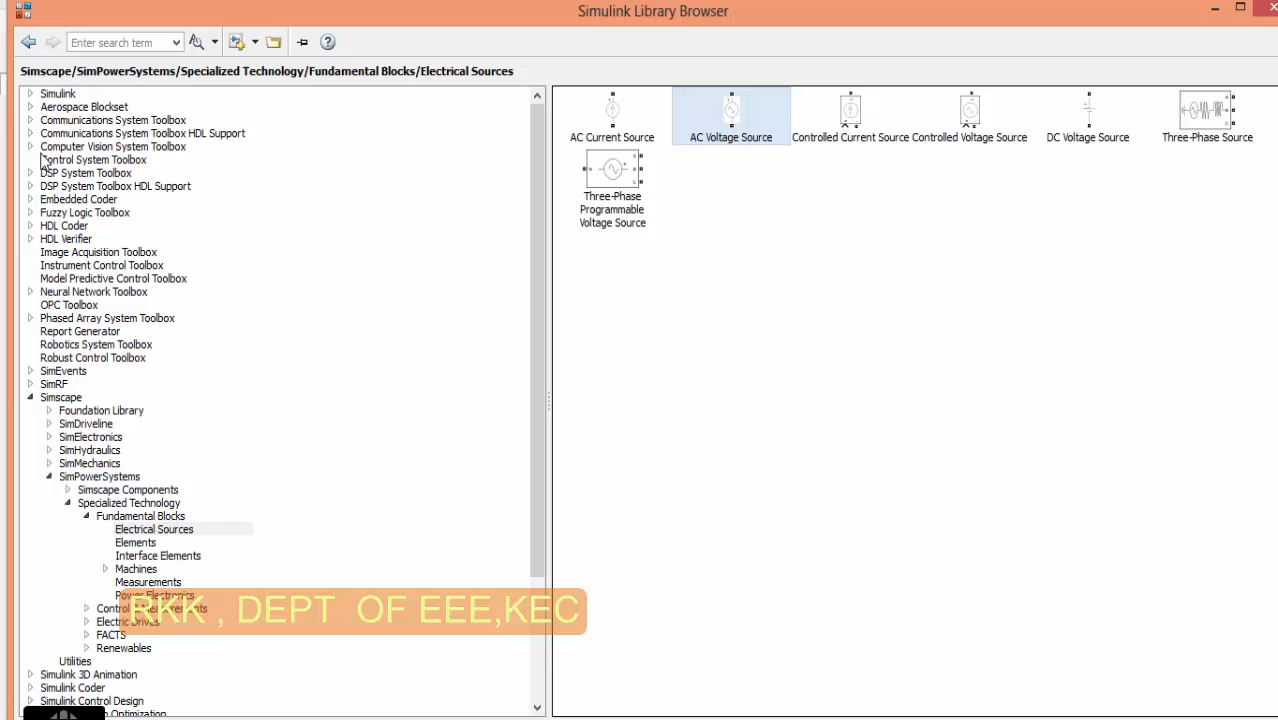 Simulink Library Browser
Enter search term
Simscape/SimPowerSystems/Specialized Technology/Fundamental Blocks/Electrical Sources
Simulink
Aerospace Blockset
Communications System Toolbox
Communications System Toolbox HDL Support
Computer Vision System Toolbox
Control System Toolbox
DSP System Toolbox
DSP System Toolbox HDL Support
Embedded Coder
Fuzzy Logic Toolbox
HDL Coder
HDL Verifier
Image Acquisition Toolbox
Instrument Control Toolbox
Model Predictive Control Toolbox
Neural Network Toolbox
OPC Toolbox
Phased Array System Toolbox
Report Generator
Robotics System Toolbox
Robust Control Toolbox
SimEvents
SimRF
Simscape
Foundation Library
SimDriveline
SimElectronics
SimHydraulics
SimMechanics
SimPowerSystems
Simscape Components
Specialized Technology
Fundamental Blocks
Electrical Sources
Elements
Interface Elements
Machines
Measurements
Power Electronics
Control & Measurements
Electric Drives
FACTS
Renewables
Utilities
Simulink 3D Animation
Simulink Coder
Simulink Control Design
Optimization
AC Current Source
AC Voltage Source
Controlled Current Source
Controlled Voltage Source
DC Voltage Source
Three-Phase Source
Three-Phase
Programmable
Voltage Source
RKK , DEPT OF EEE,KEC